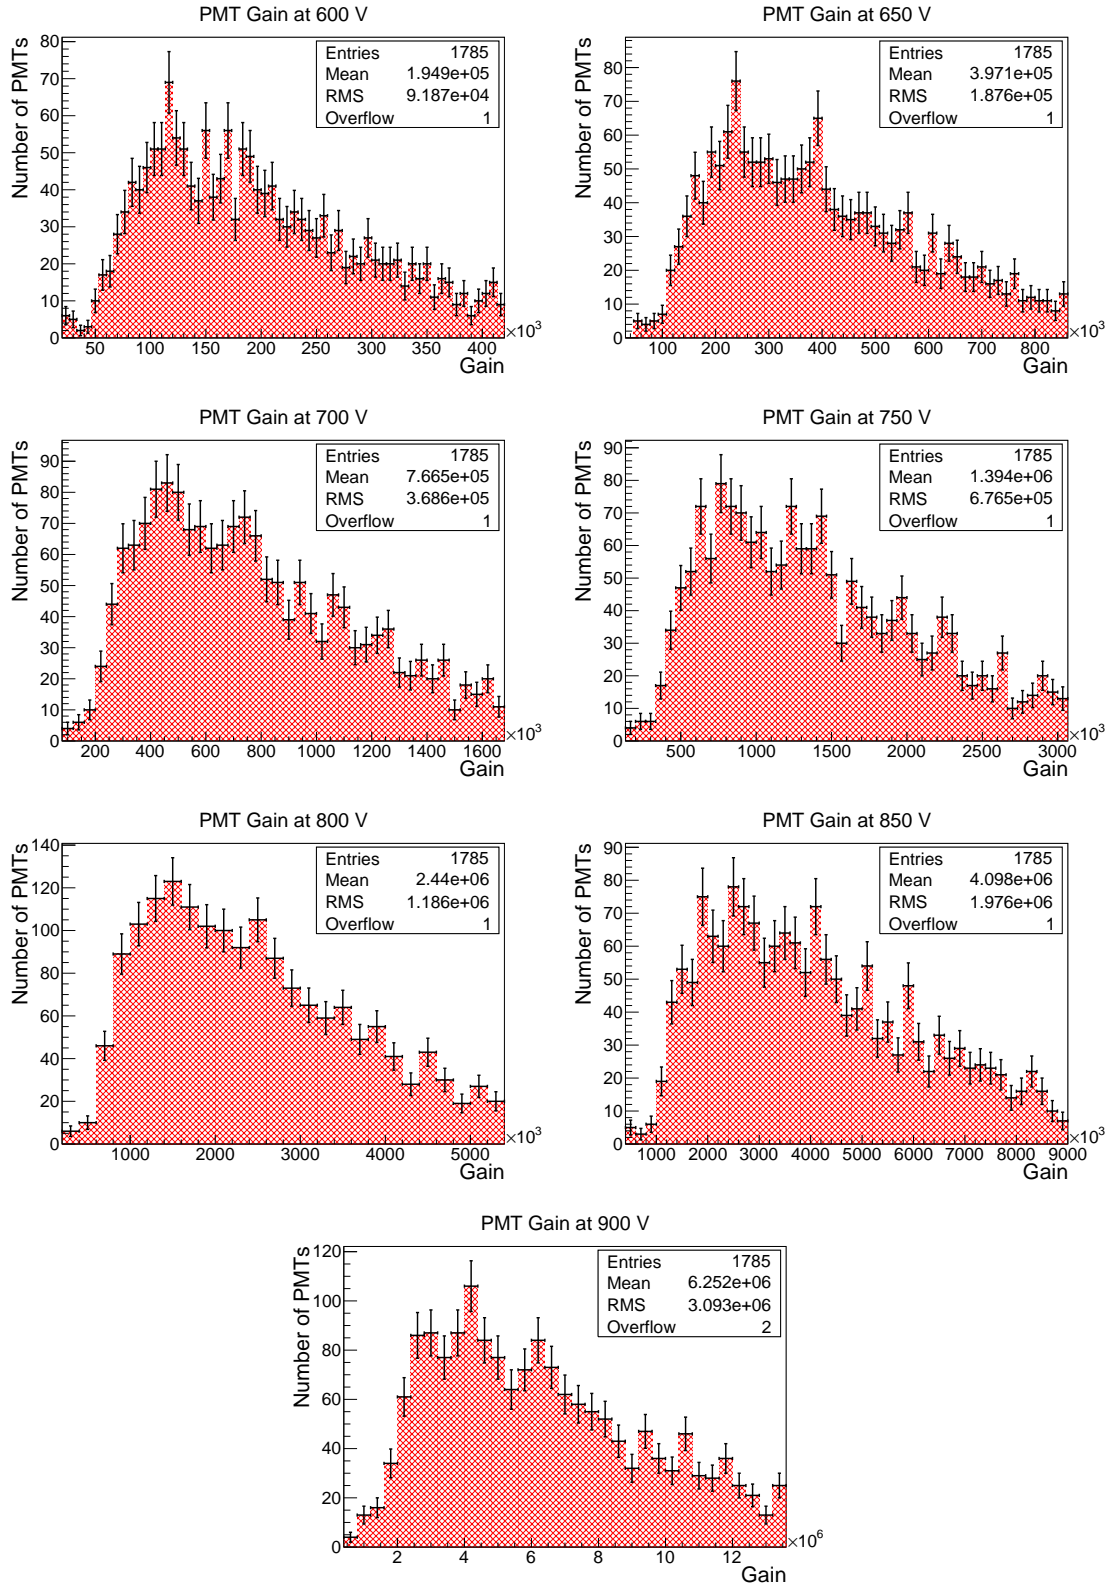 PMT Gain at 600 V
Number of PMTs
80
70
60
50
40
30
20
10
0
Entries 1785
Mean 1.949e+05
RMS 9.187e+04
Overflow 1
50 100 150 200 250 300 350 400
×10³
Gain
PMT Gain at 650 V
Number of PMTs
80
70
60
50
40
30
20
10
0
Entries 1785
Mean 3.971e+05
RMS 1.876e+05
Overflow 1
100 200 300 400 500 600 700 800
×10³
Gain
PMT Gain at 700 V
Number of PMTs
90
80
70
60
50
40
30
20
10
0
Entries 1785
Mean 7.665e+05
RMS 3.686e+05
Overflow 1
200 400 600 800 1000 1200 1400 1600
×10³
Gain
PMT Gain at 750 V
Number of PMTs
90
80
70
60
50
40
30
20
10
0
Entries 1785
Mean 1.394e+06
RMS 6.765e+05
Overflow 1
500 1000 1500 2000 2500 3000
×10³
Gain
PMT Gain at 800 V
Number of PMTs
140
120
100
80
60
40
20
0
Entries 1785
Mean 2.44e+06
RMS 1.186e+06
Overflow 1
1000 2000 3000 4000 5000
×10³
Gain
PMT Gain at 850 V
Number of PMTs
90
80
70
60
50
40
30
20
10
0
Entries 1785
Mean 4.098e+06
RMS 1.976e+06
Overflow 1
1000 2000 3000 4000 5000 6000 7000 8000 9000
×10³
Gain
PMT Gain at 900 V
Number of PMTs
120
100
80
60
40
20
0
Entries 1785
Mean 6.252e+06
RMS 3.093e+06
Overflow 2
2 4 6 8 10 12
×10⁶
Gain